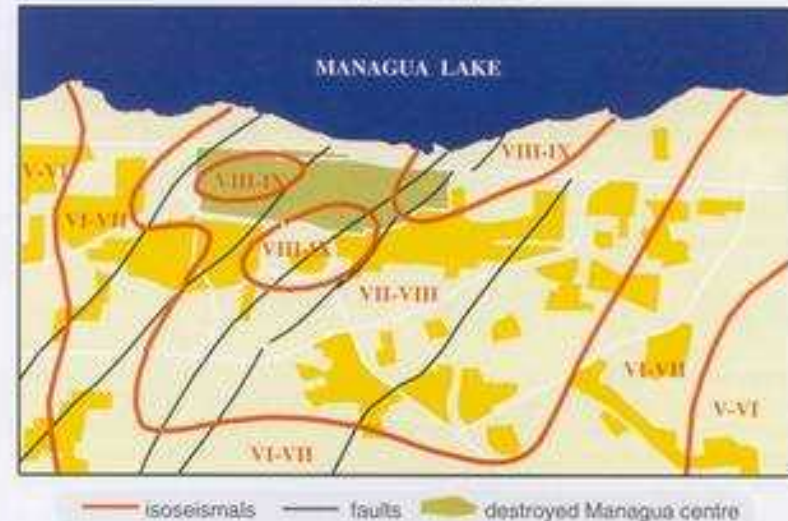 MANAGUA LAKE
VIII-IX
V-VI
VIII-IX
VI-VII
VIII-IX
VII-VIII
VI-VII
V-VI
VI-VII
isoseismals faults destroyed Managua centre